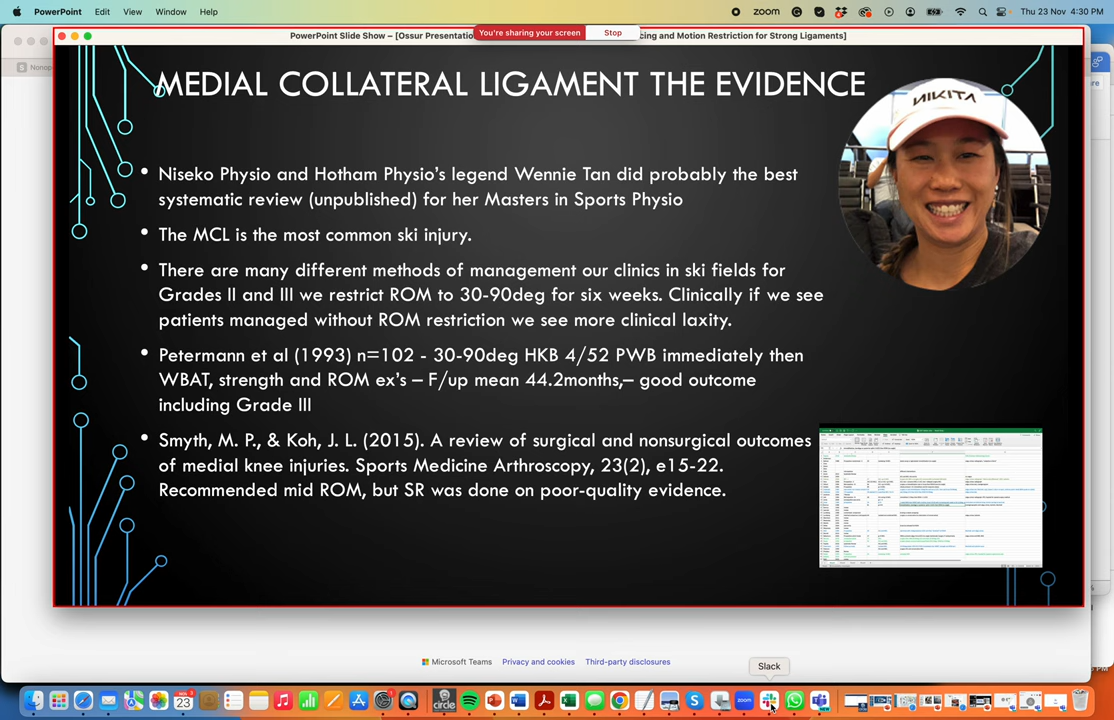 PowerPoint Edit View Window Help
zoom
Thu 23 Nov 4:30 PM
PowerPoint Slide Show – [Ossur Presentatio
You're sharing your screen
Stop
cing and Motion Restriction for Strong Ligaments]
Nonop
MEDIAL COLLATERAL LIGAMENT THE EVIDENCE
NIKITA
• Niseko Physio and Hotham Physio's legend Wennie Tan did probably the best
systematic review (unpublished) for her Masters in Sports Physio
• The MCL is the most common ski injury.
• There are many different methods of management our clinics in ski fields for
Grades II and III we restrict ROM to 30-90deg for six weeks. Clinically if we see
patients managed without ROM restriction we see more clinical laxity.
• Petermann et al (1993) n=102 - 30-90deg HKB 4/52 PWB immediately then
WBAT, strength and ROM ex's – F/up mean 44.2months,– good outcome
including Grade III
• Smyth, M. P., & Koh, J. L. (2015). A review of surgical and nonsurgical outcomes
of medial knee injuries. Sports Medicine Arthroscopy, 23(2), e15-22.
Recommended mid ROM, but SR was done on poor-quality evidence.
Microsoft Teams Privacy and cookies Third-party disclosures
Slack
23
circle
zoom